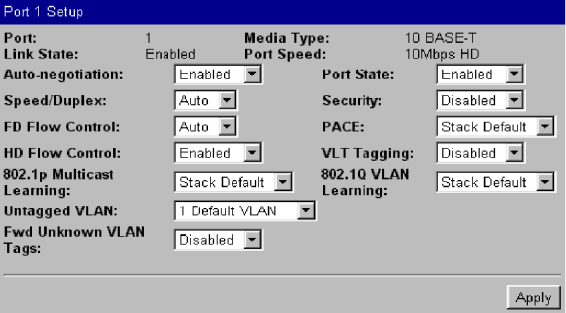 Port 1 Setup
Port: 1 Media Type: 10 BASE-T
Link State: Enabled Port Speed: 10Mbps HD
Auto-negotiation: Enabled Port State: Enabled
Speed/Duplex: Auto Security: Disabled
FD Flow Control: Auto PACE: Stack Default
HD Flow Control: Enabled VLT Tagging: Disabled
802.1p Multicast Learning: Stack Default 802.1Q VLAN Learning: Stack Default
Untagged VLAN: 1 Default VLAN
Fwd Unknown VLAN Tags: Disabled
Apply